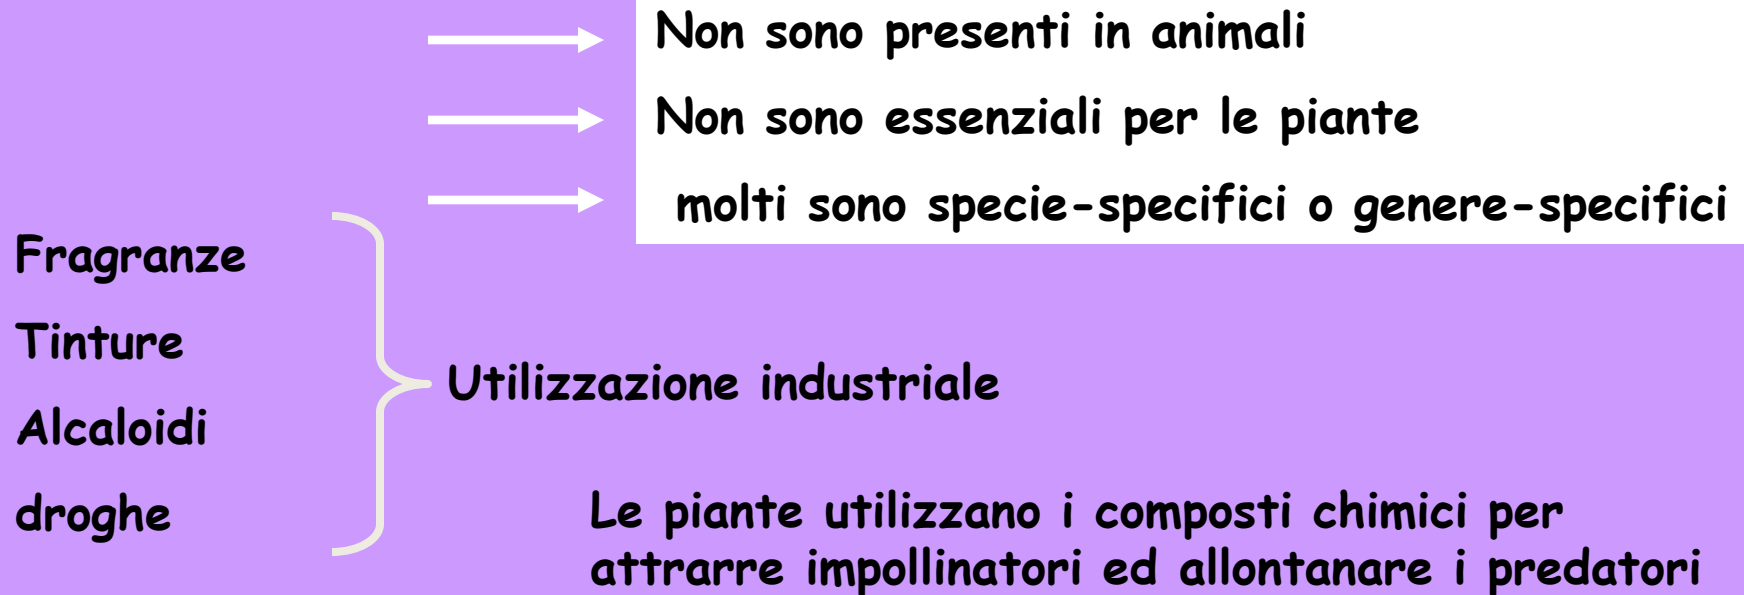 Non sono presenti in animali
Non sono essenziali per le piante
molti sono specie-specifici o genere-specifici
Fragranze
Tinture
Alcaloidi
droghe
Utilizzazione industriale
Le piante utilizzano i composti chimici per
attrarre impollinatori ed allontanare i predatori